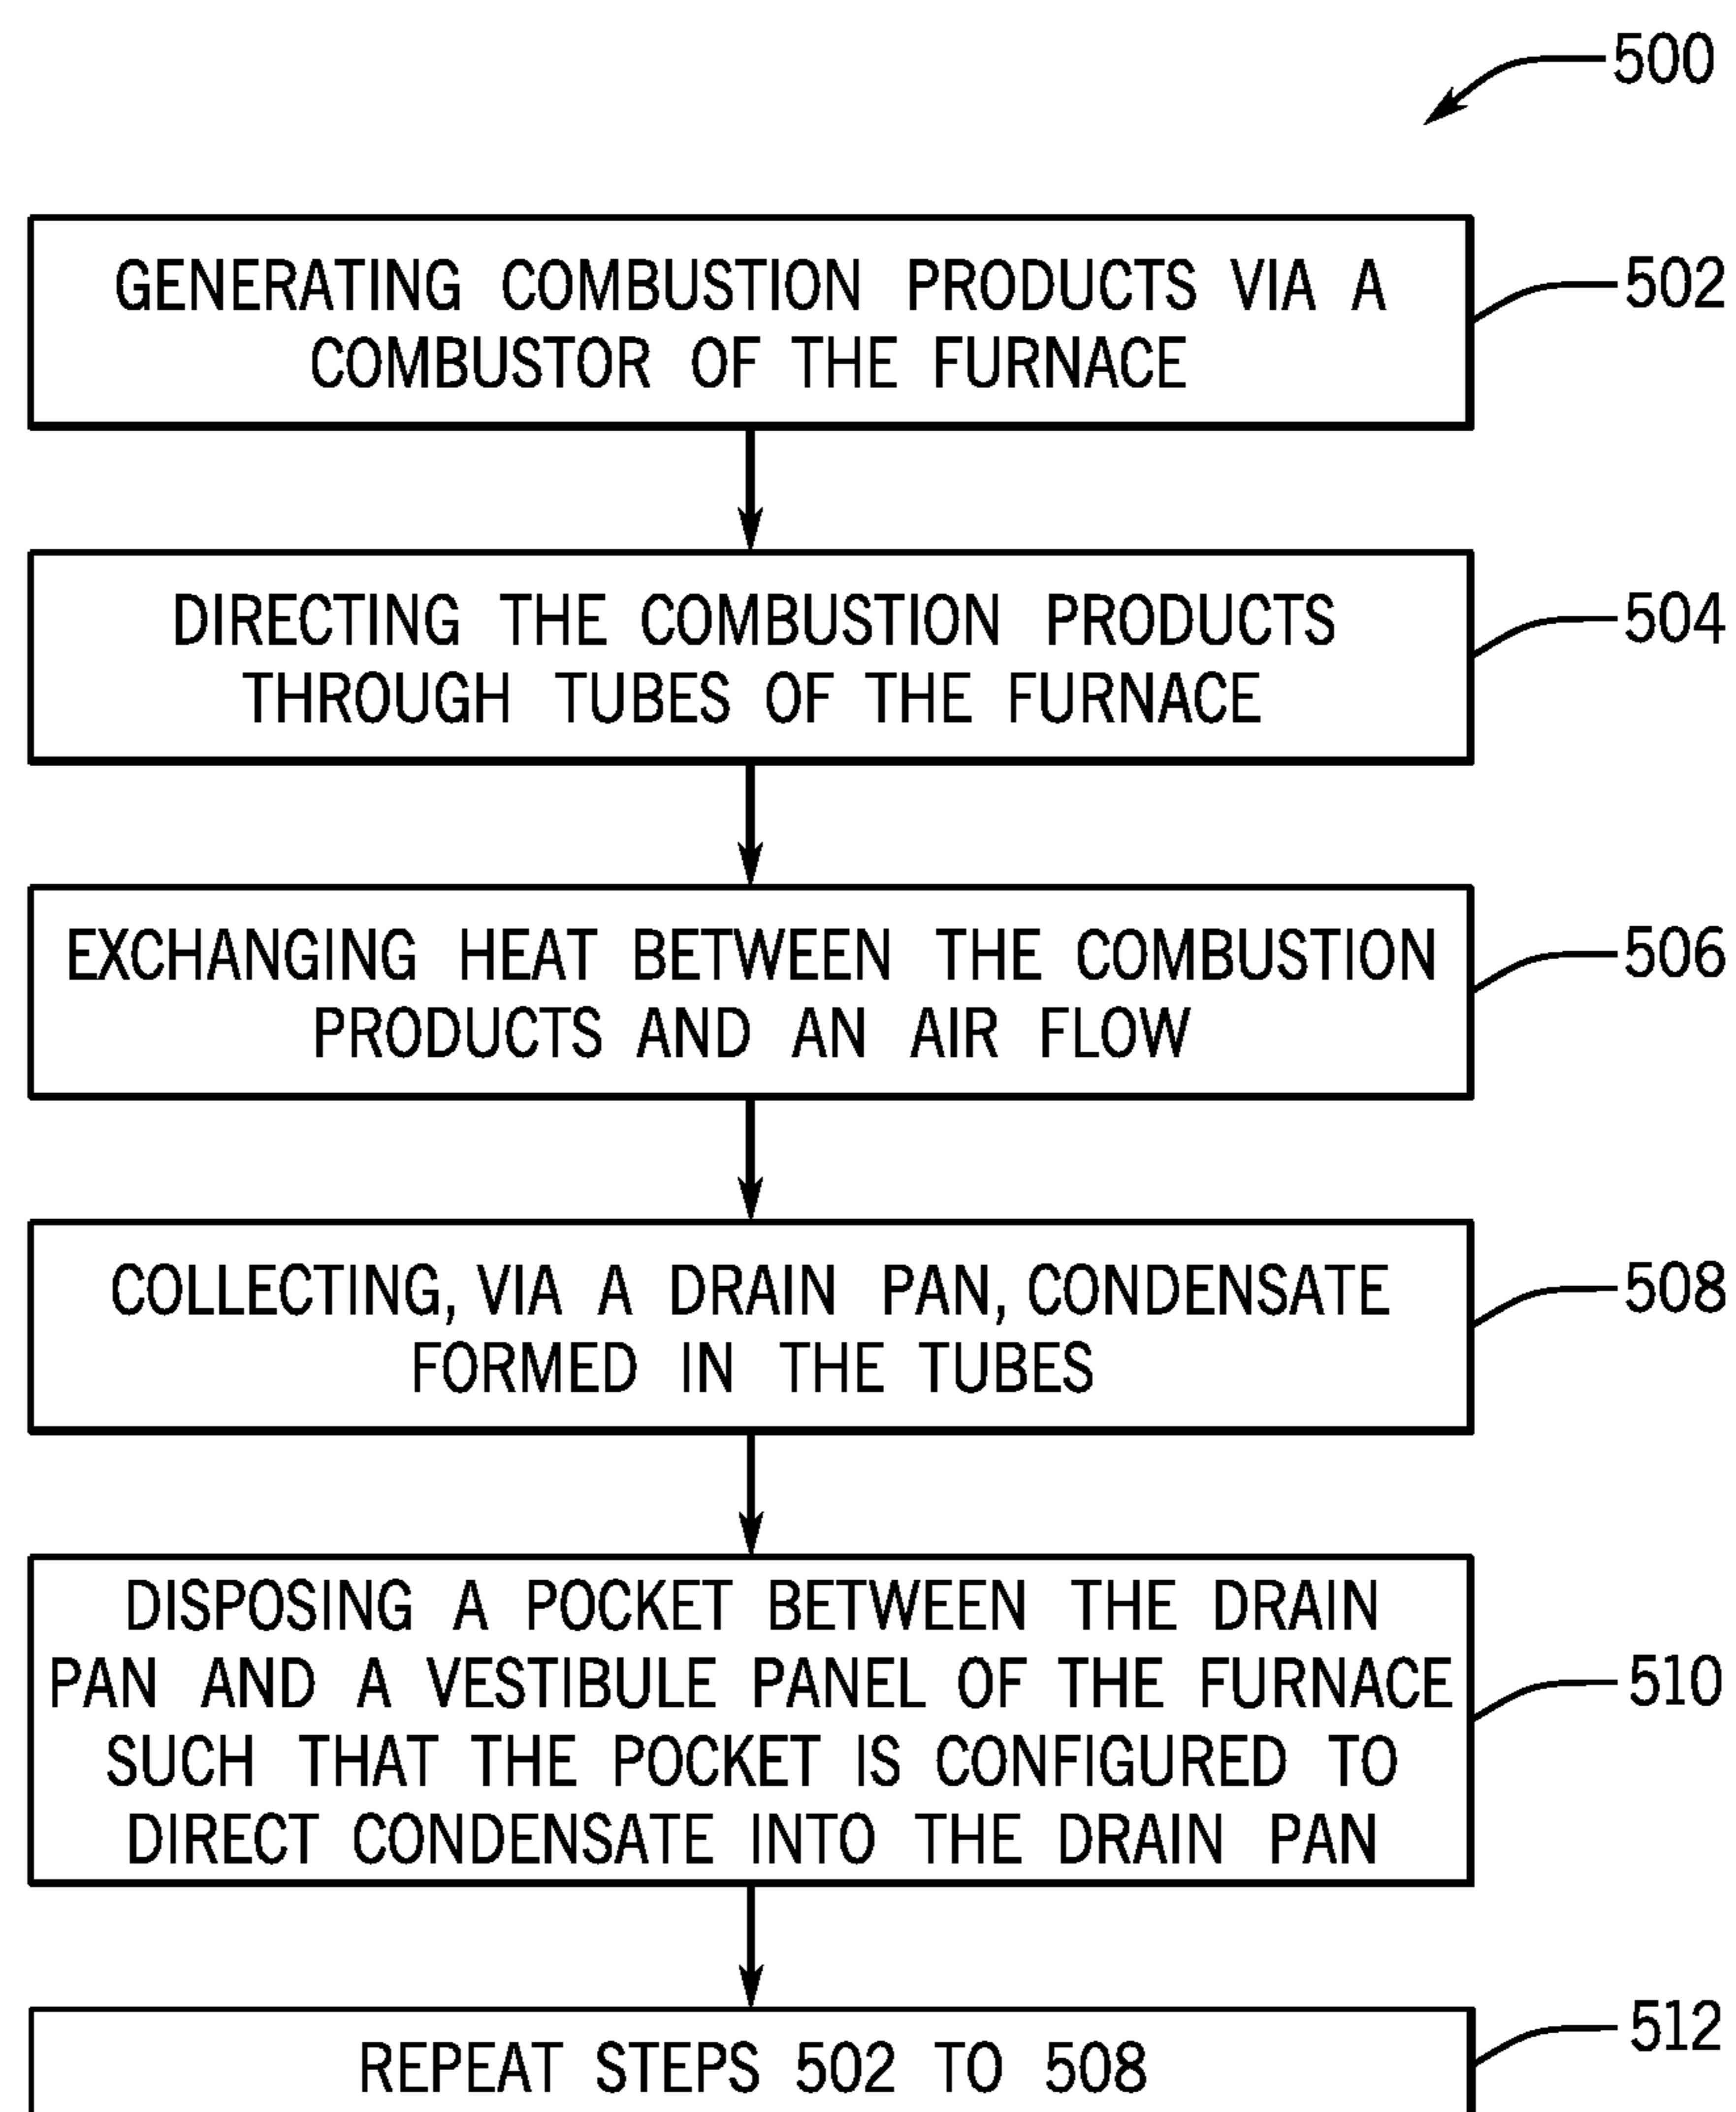 500
GENERATING COMBUSTION PRODUCTS VIA A
COMBUSTOR OF THE FURNACE
502
DIRECTING THE COMBUSTION PRODUCTS
THROUGH TUBES OF THE FURNACE
504
EXCHANGING HEAT BETWEEN THE COMBUSTION
PRODUCTS AND AN AIR FLOW
506
COLLECTING, VIA A DRAIN PAN, CONDENSATE
FORMED IN THE TUBES
508
DISPOSING A POCKET BETWEEN THE DRAIN
PAN AND A VESTIBULE PANEL OF THE FURNACE
SUCH THAT THE POCKET IS CONFIGURED TO
DIRECT CONDENSATE INTO THE DRAIN PAN
510
REPEAT STEPS 502 TO 508
512